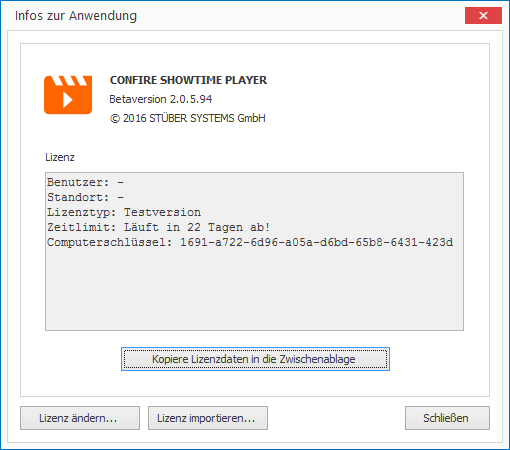 Infos zur Anwendung
CONFIRE SHOWTIME PLAYER
Betaversion 2.0.5.94
© 2016 STÜBER SYSTEMS GmbH
Lizenz
Benutzer: -
Standort: -
Lizenztyp: Testversion
Zeitlimit: Läuft in 22 Tagen ab!
Computerschlüssel: 1691-a722-6d96-a05a-d6bd-65b8-6431-423d
Kopiere Lizenzdaten in die Zwischenablage
Lizenz ändern...
Lizenz importieren...
Schließen